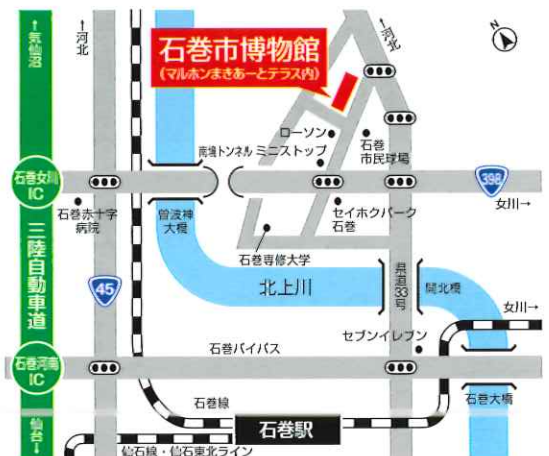 ↑気仙沼
↑河北
石巻市博物館
(マルホンまきあーとテラス内)
↑河北
N
ローソン
石巻
市民球場
南境トンネル
ミニストップ
石巻女川
IC
398
女川→
石巻赤十字
病院
曽波神
大橋
セイホクパーク
石巻
石巻専修大学
三陸自動車道
45
北上川
県道33号
開北橋
女川→
セブンイレブン
石巻バイパス
石巻河南
IC
石巻大橋
石巻線
石巻駅
仙台↓
仙石線・仙石東北ライン